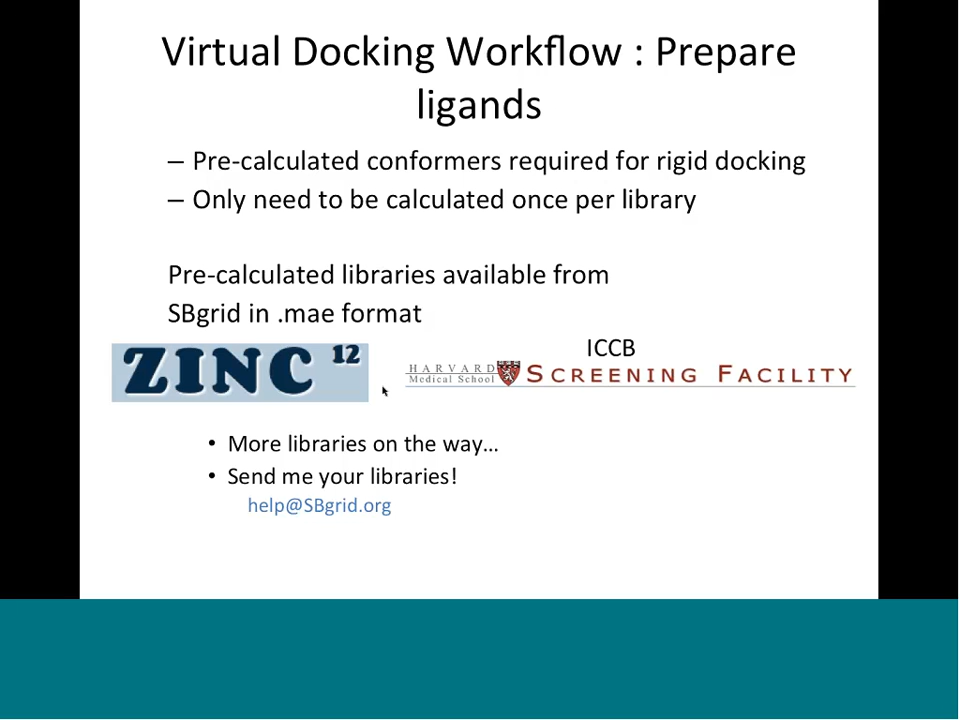 Virtual Docking Workflow : Prepare
ligands
– Pre-calculated conformers required for rigid docking
– Only need to be calculated once per library
Pre-calculated libraries available from
SBgrid in .mae format
ZINC 12
ICCB
HARVARD
Medical School
SCREENING FACILITY
• More libraries on the way…
• Send me your libraries!
help@SBgrid.org